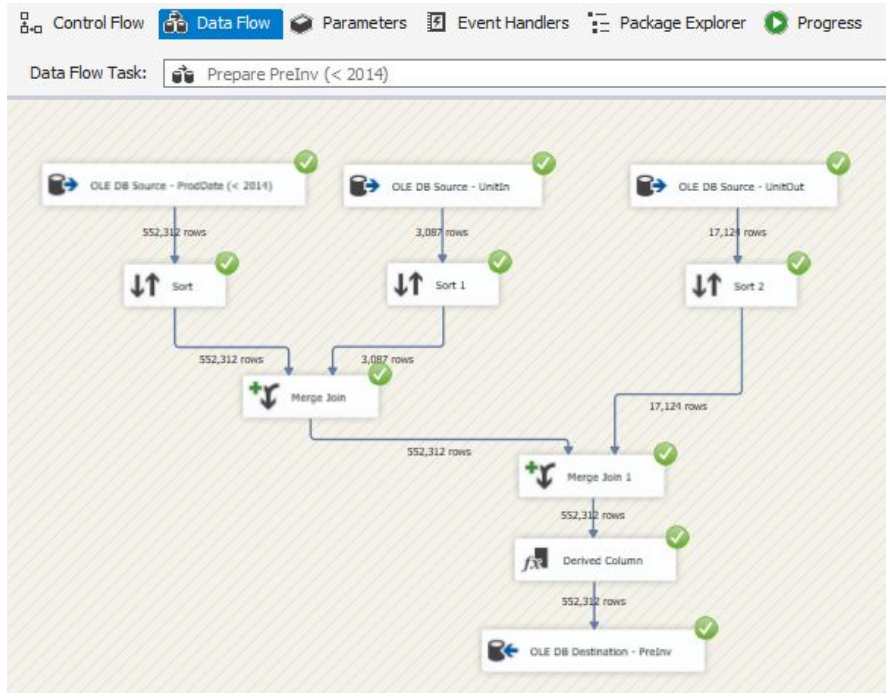 Control Flow Data Flow Parameters Event Handlers Package Explorer Progress
Data Flow Task: Prepare PreInv (< 2014)
OLE DB Source - ProdDate (< 2014)
OLE DB Source - UnitIn
OLE DB Source - UnitOut
552,312 rows
3,087 rows
17,124 rows
Sort
Sort 1
Sort 2
552,312 rows
3,087 rows
Merge Join
17,124 rows
552,312 rows
Merge Join 1
552,312 rows
fx Derived Column
552,312 rows
OLE DB Destination - PreInv